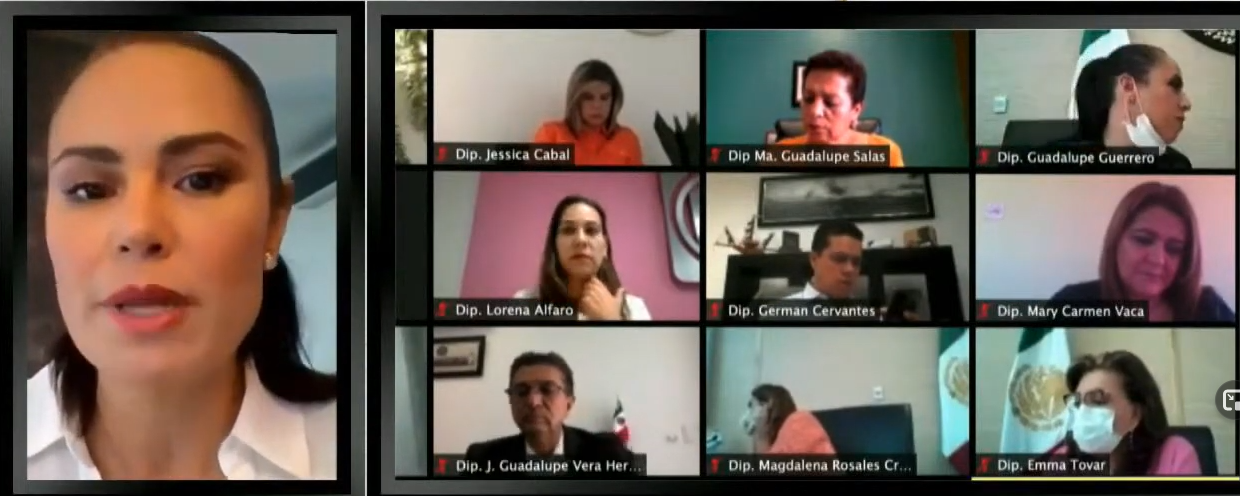 Dip. Jessica Cabal
Dip Ma. Guadalupe Salas
Dip. Guadalupe Guerrero
Dip. Lorena Alfaro
Dip. German Cervantes
Dip. Mary Carmen Vaca
Dip. J. Guadalupe Vera Her...
Dip. Magdalena Rosales Cr...
Dip. Emma Tovar